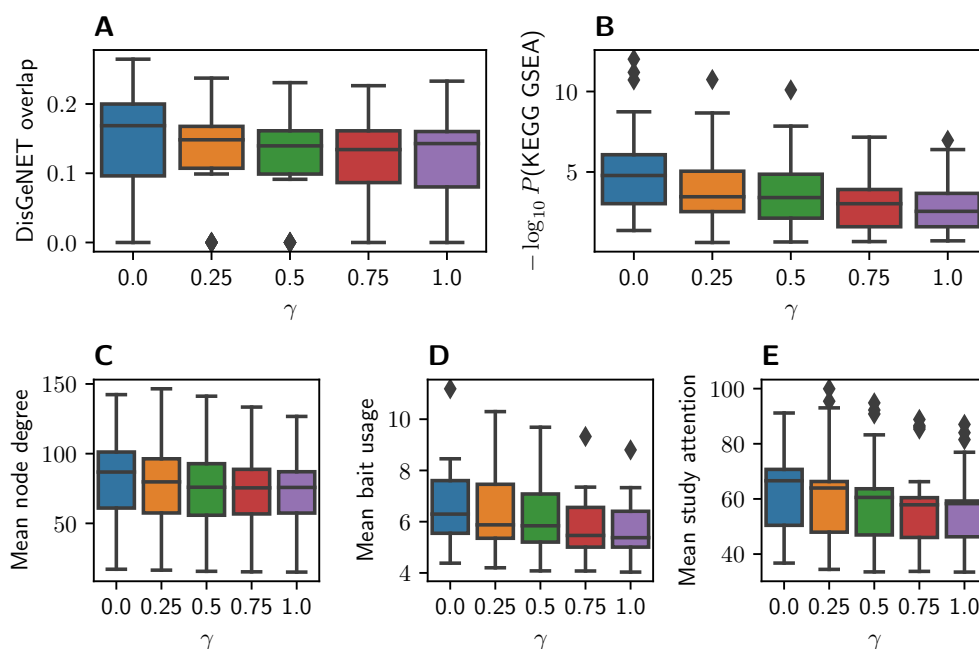 A
DisGeNET overlap
0.2
0.1
0.0
0.0 0.25 0.5 0.75 1.0
γ
B
− log₁₀ P(KEGG GSEA)
10
5
0.0 0.25 0.5 0.75 1.0
γ
C
Mean node degree
150
100
50
0.0 0.25 0.5 0.75 1.0
γ
D
Mean bait usage
10
8
6
4
0.0 0.25 0.5 0.75 1.0
γ
E
Mean study attention
100
80
60
40
0.0 0.25 0.5 0.75 1.0
γ